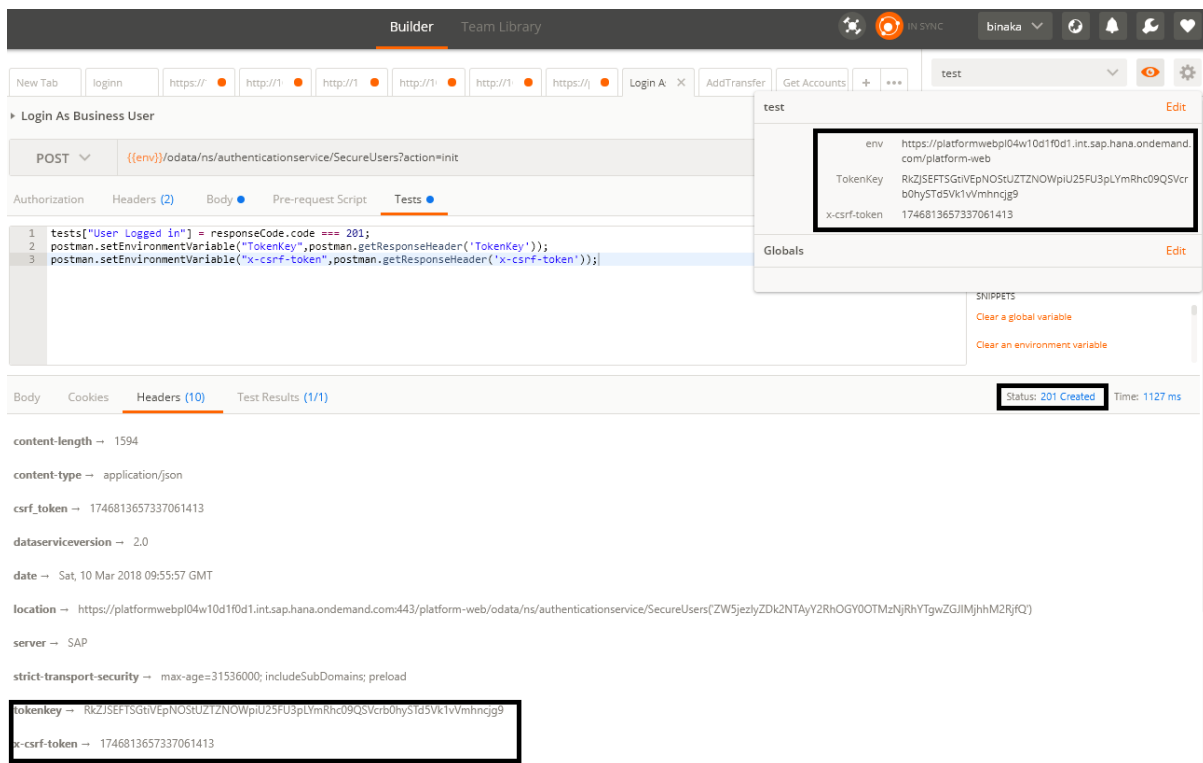 Builder Team Library IN SYNC binaka
New Tab loginn https:// http://1 http://1 http://1 http://1 https://j Login A AddTransfer Get Accounts + ••• test
Login As Business User
test Edit
POST {{env}}/odata/ns/authenticationservice/SecureUsers?action=init
env https://platformwebpl04w10d1f0d1.int.sap.hana.ondemand.
com/platform-web
TokenKey RkZJSEFTSGtiVEpNOStUZTZNOWpiU25FU3pLYmRhc09QSVcr
b0hySTd5Vk1vVmhncjg9
x-csrf-token 1746813657337061413
Authorization Headers (2) Body Pre-request Script Tests
1 tests["User Logged in"] = responseCode.code === 201;
2 postman.setEnvironmentVariable("TokenKey",postman.getResponseHeader('TokenKey'));
3 postman.setEnvironmentVariable("x-csrf-token",postman.getResponseHeader('x-csrf-token'));
Globals Edit
SNIPPETS
Clear a global variable
Clear an environment variable
Body Cookies Headers (10) Test Results (1/1) Status: 201 Created Time: 1127 ms
content-length → 1594
content-type → application/json
csrf_token → 1746813657337061413
dataserviceversion → 2.0
date → Sat, 10 Mar 2018 09:55:57 GMT
location → https://platformwebpl04w10d1f0d1.int.sap.hana.ondemand.com:443/platform-web/odata/ns/authenticationservice/SecureUsers('ZW5jezIyZDk2NTAyY2RhOGY0OTMzNjRhYTgwZGJlMjhhM2RjfQ')
server → SAP
strict-transport-security → max-age=31536000; includeSubDomains; preload
tokenkey → RkZJSEFTSGtiVEpNOStUZTZNOWpiU25FU3pLYmRhc09QSVcrb0hySTd5Vk1vVmhncjg9
x-csrf-token → 1746813657337061413